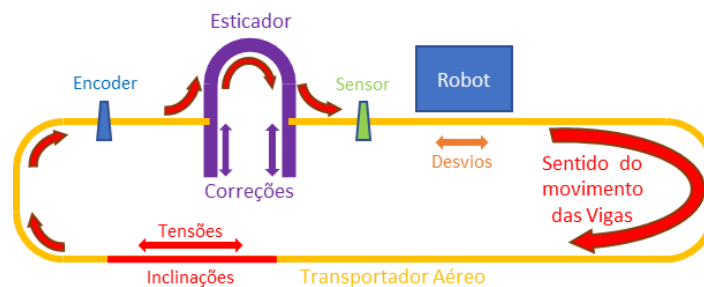 Esticador
Encoder
Sensor
Robot
Desvios
Correções
Sentido do
movimento
das Vigas
Tensões
Inclinações
Transportador Aéreo